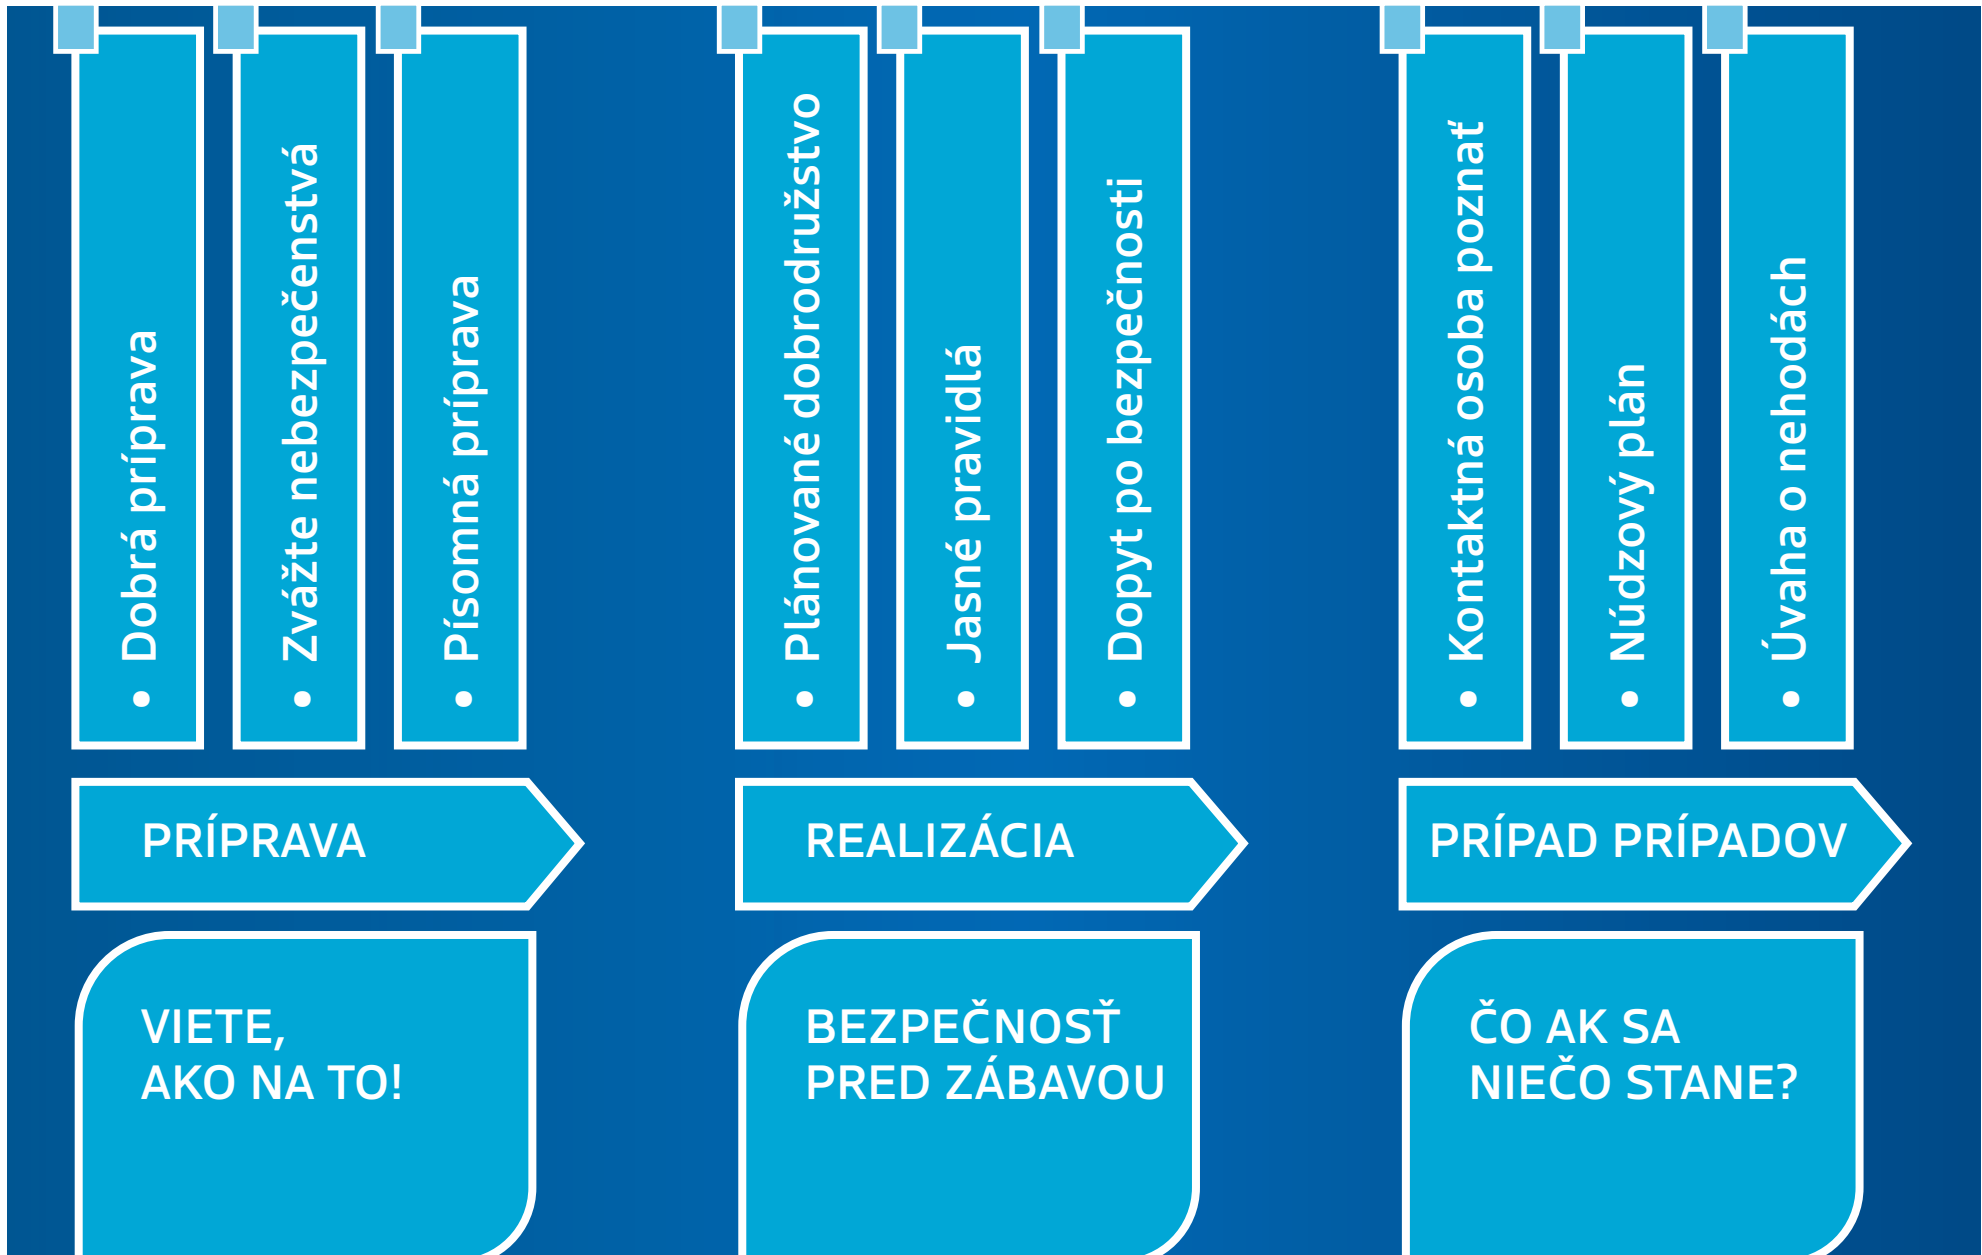 • Dobrá príprava
• Zvážte nebezpečenstvá
• Písomná príprava
• Plánované dobrodružstvo
• Jasné pravidlá
• Dopyt po bezpečnosti
• Kontaktná osoba poznať
• Núdzový plán
• Úvaha o nehodách
PRÍPRAVA
REALIZÁCIA
PRÍPAD PRÍPADOV
VIETE,
AKO NA TO!
BEZPEČNOSŤ
PRED ZÁBAVOU
ČO AK SA
NIEČO STANE?